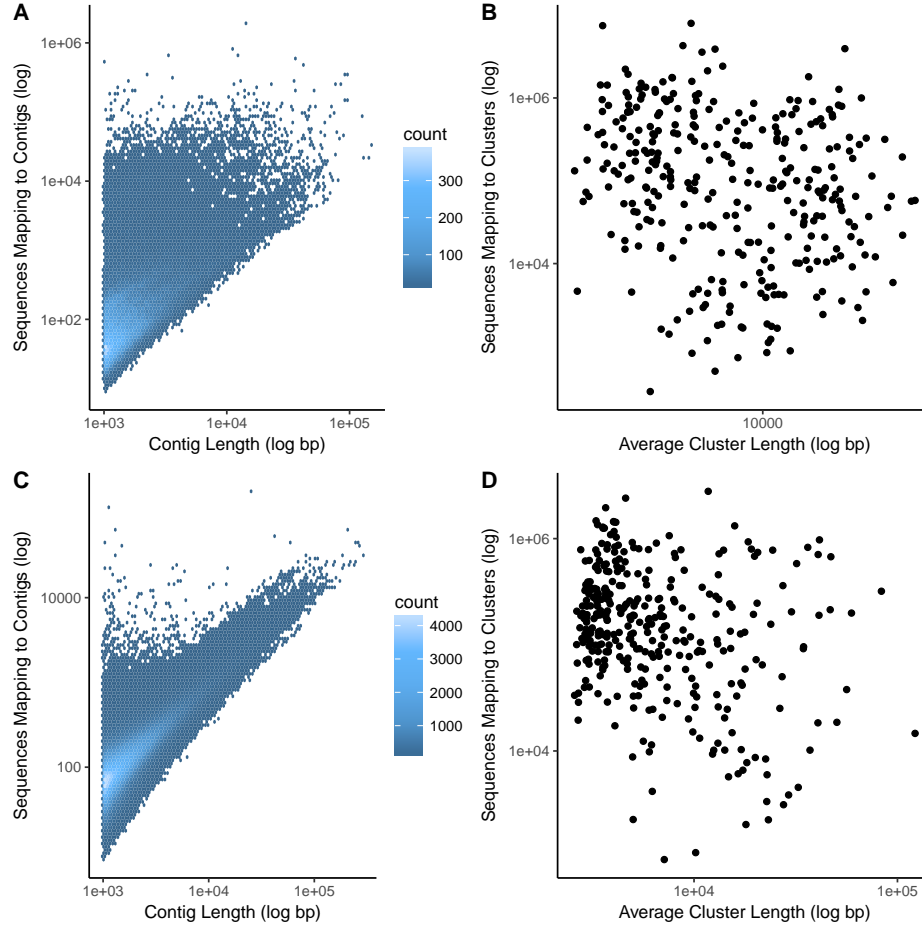 A
Sequences Mapping to Contigs (log)
1e+06
1e+04
1e+02
1e+03
1e+04
1e+05
Contig Length (log bp)
count
300
200
100
B
Sequences Mapping to Clusters (log)
1e+06
1e+04
10000
Average Cluster Length (log bp)
C
Sequences Mapping to Contigs (log)
10000
100
1e+03
1e+04
1e+05
Contig Length (log bp)
count
4000
3000
2000
1000
D
Sequences Mapping to Clusters (log)
1e+06
1e+04
1e+04
1e+05
Average Cluster Length (log bp)